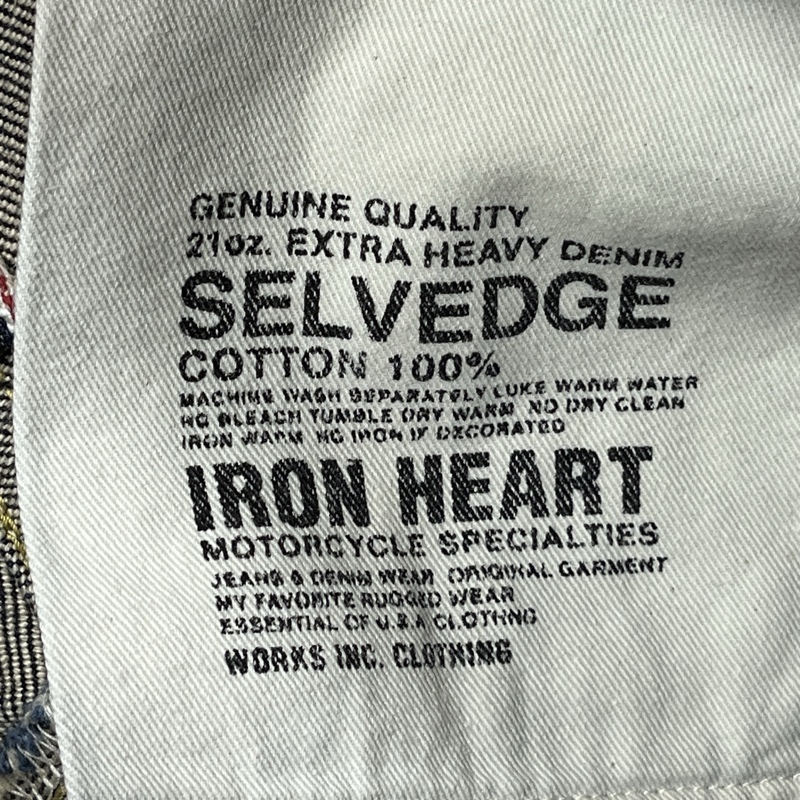 GENUINE QUALITY
21oz. EXTRA HEAVY DENIM
SELVEDGE
COTTON 100%
MACHINE WASH SEPARATELY LUKE WARM WATER
NO BLEACH TUMBLE DRY WARM NO DRY CLEAN
IRON WARM NO IRON IF DECORATED
IRON HEART
MOTORCYCLE SPECIALTIES
JEANS & DENIM WEAR ORIGINAL GARMENT
MY FAVORITE RUGGED WEAR
ESSENTIAL OF U.S.A CLOTHNG
WORKS INC. CLOTHING